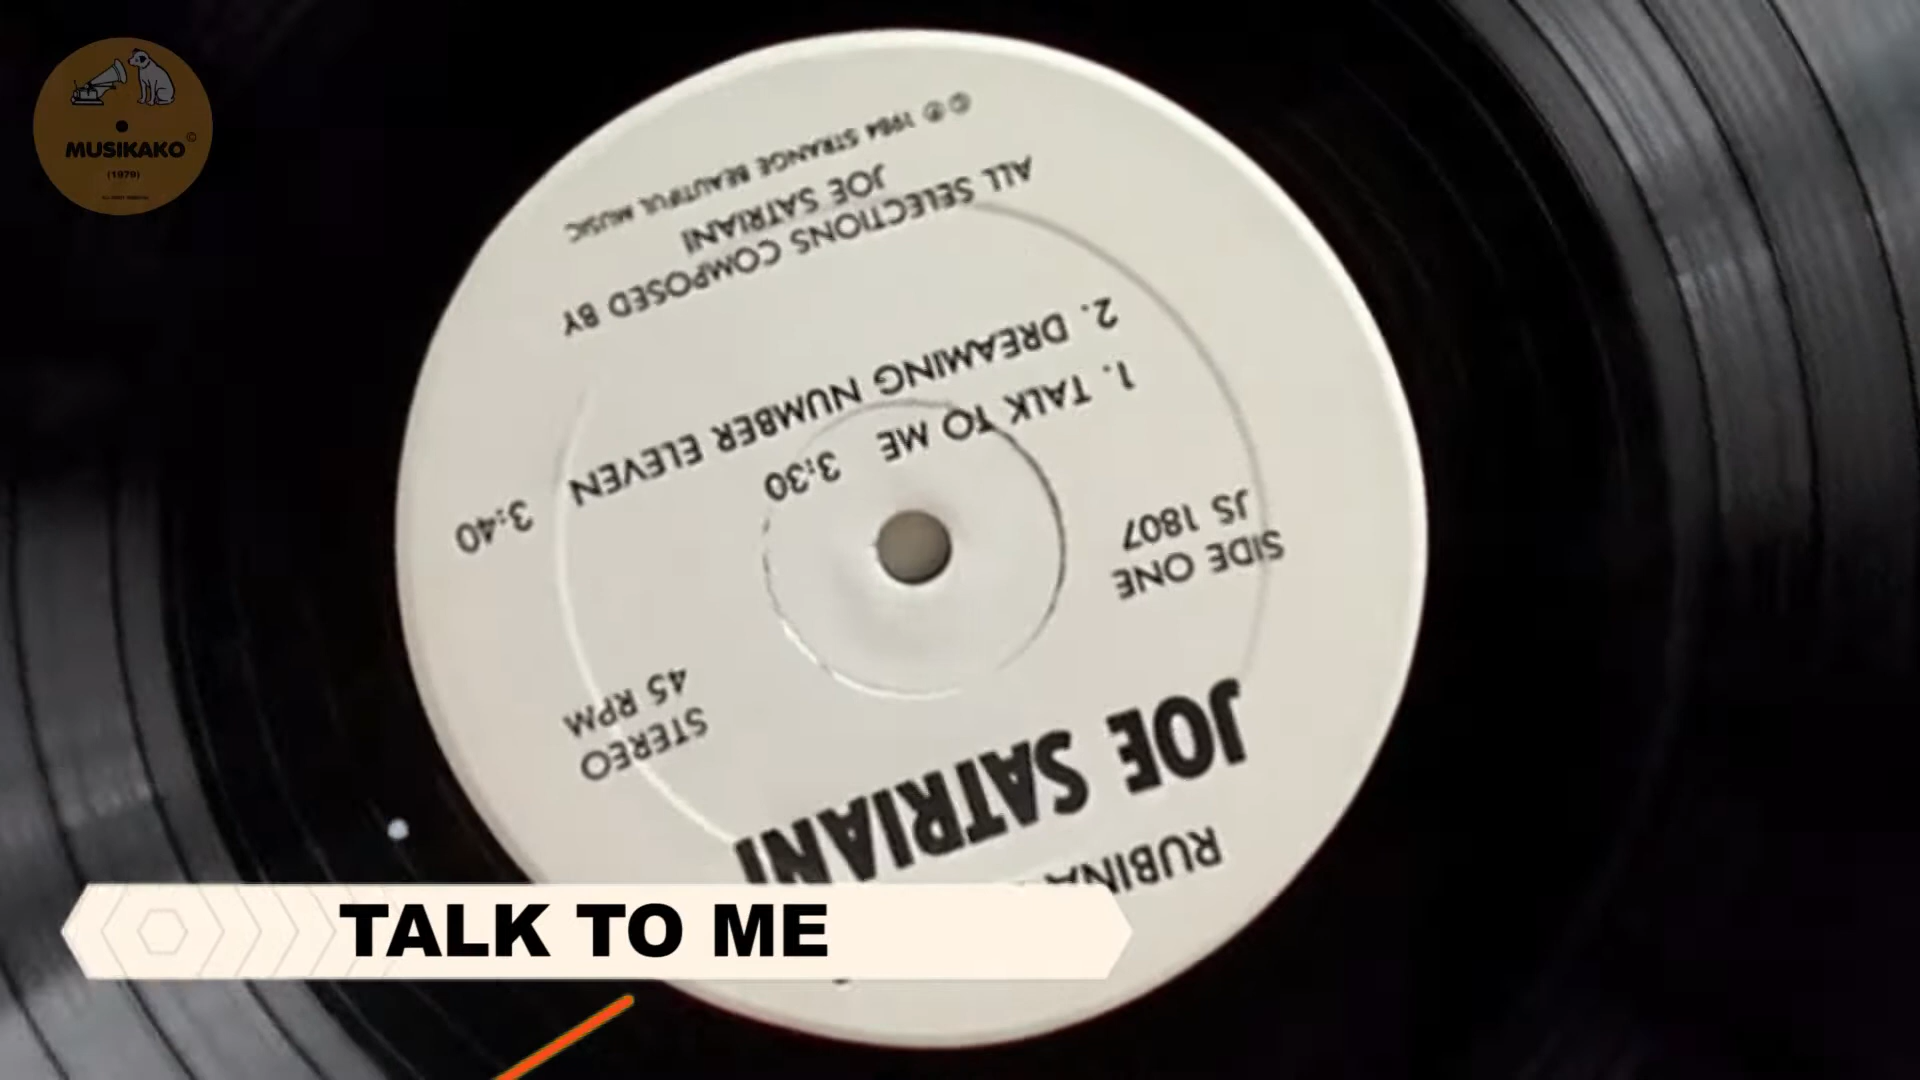 MUSIKAKO
©
(1979)
RUBINA
JOE SATRIANI
STEREO
45 RPM
SIDE ONE
JS 1807
1. TALK TO ME 3:30
2. DREAMING NUMBER ELEVEN 3:40
ALL SELECTIONS COMPOSED BY
JOE SATRIANI
© ℗ 1984 STRANGE BEAUTIFUL MUSIC
TALK TO ME